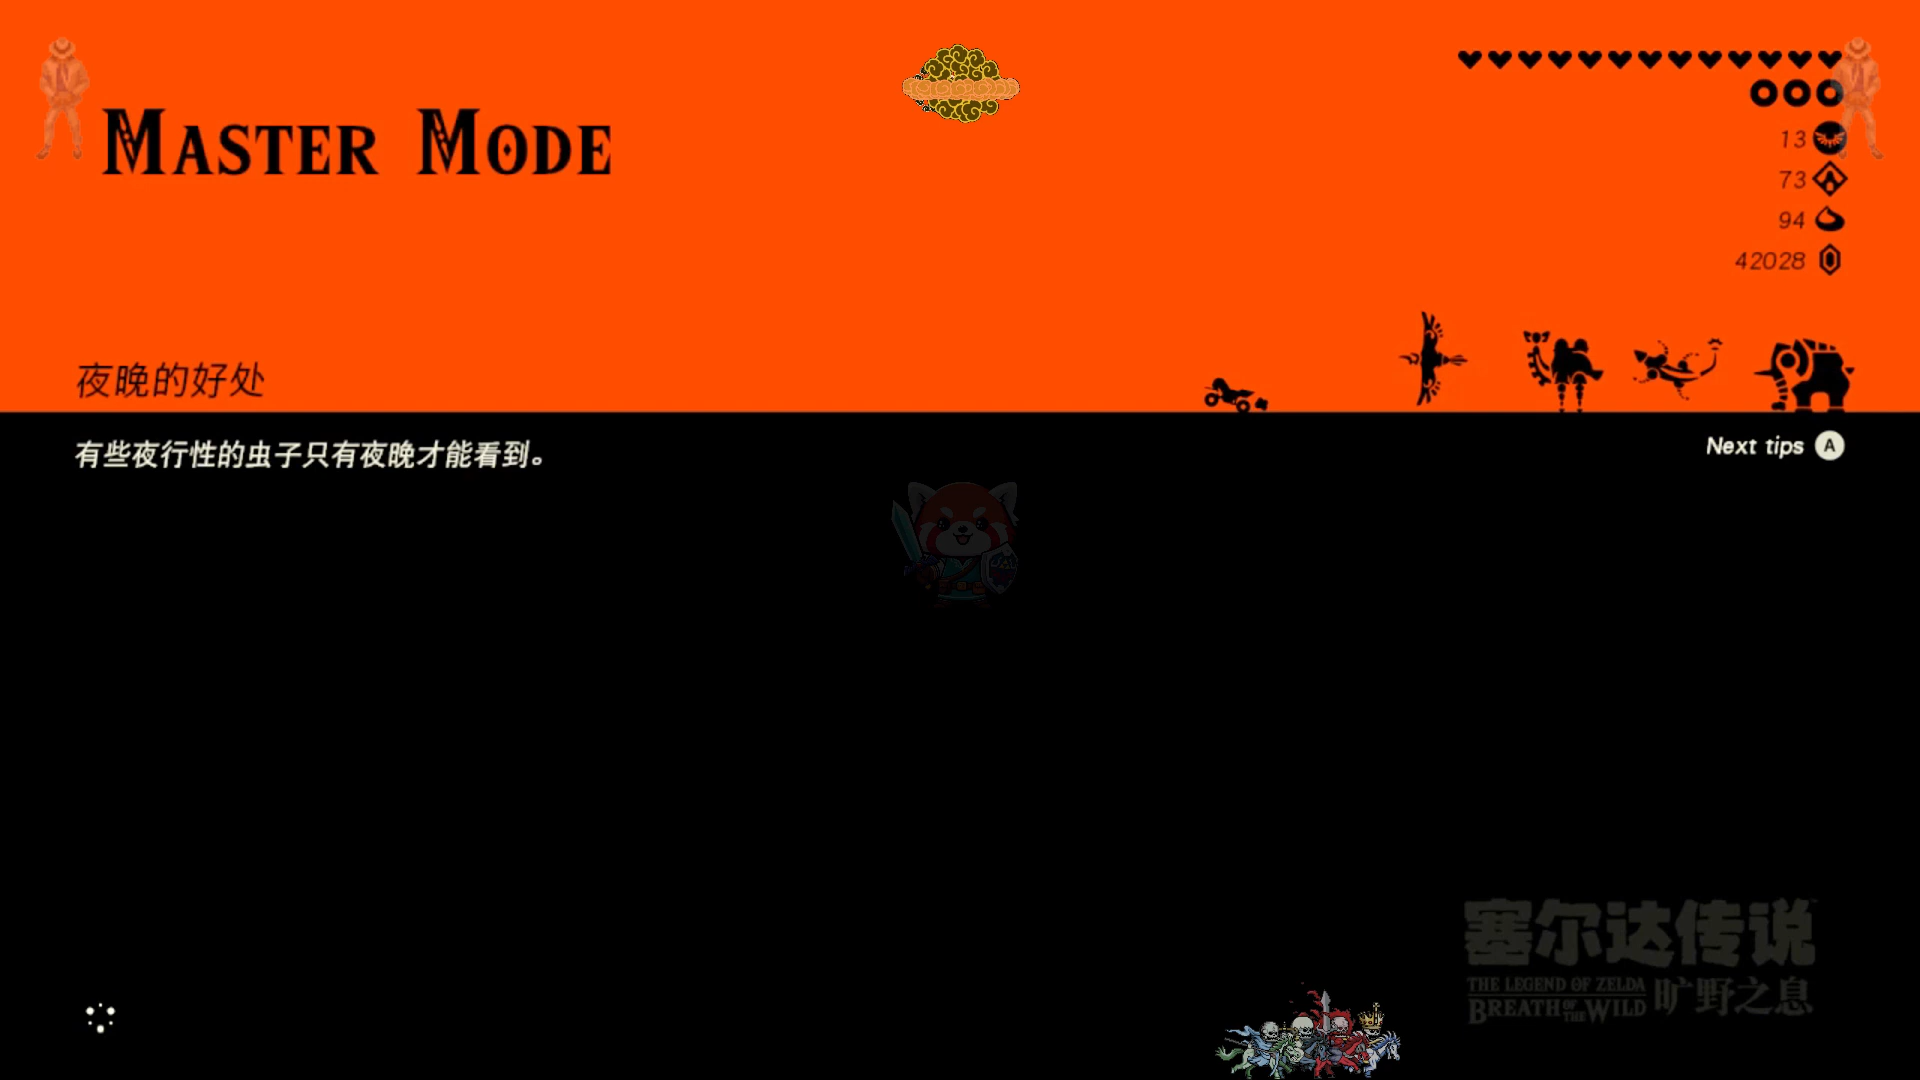 MASTER MODE
13
73
94
42028
夜晚的好处
有些夜行性的虫子只有夜晚才能看到。
Next tips A
塞尔达传说
THE LEGEND OF ZELDA
BREATH OF THE WILD 旷野之息